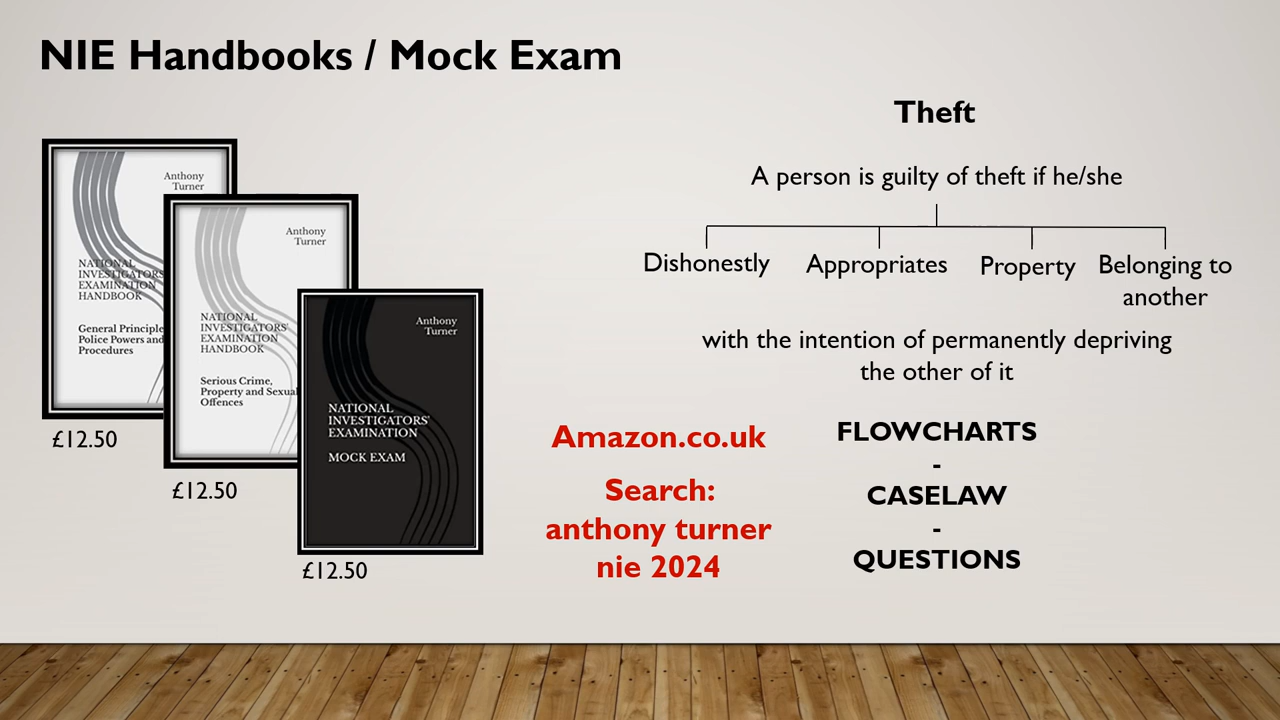 NIE Handbooks / Mock Exam
Anthony
Turner
NATIONAL
INVESTIGATORS
EXAMINATION
HANDBOOK
General Principle
Police Powers and
Procedures
£12.50
Anthony
Turner
NATIONAL
INVESTIGATORS'
EXAMINATION
HANDBOOK
Serious Crime,
Property and Sexual
Offences
£12.50
Anthony
Turner
NATIONAL
INVESTIGATORS'
EXAMINATION
MOCK EXAM
£12.50
Theft
A person is guilty of theft if he/she
Dishonestly
Appropriates
Property
Belonging to
another
with the intention of permanently depriving
the other of it
Amazon.co.uk
Search:
anthony turner
nie 2024
FLOWCHARTS
-
CASELAW
-
QUESTIONS